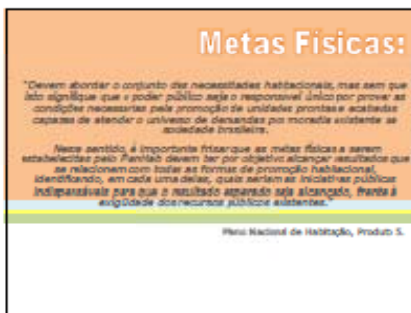 Metas Físicas:
"Devem abordar o conjunto das necessidades habitacionais, mas sem que
isto signifique que o poder público seja o responsável único por prover as
condições necessárias pela promoção de unidades prontas e acabadas
capazes de atender o universo de demandas por moradia existente na
sociedade brasileira.
Nesse sentido, é importante frisar que as metas físicas a serem
estabelecidas pelo PlanHab devem ter por objetivo alcançar resultados que
se relacionem com todas as formas de promoção habitacional,
identificando, em cada uma delas, quais seriam as iniciativas públicas
indispensáveis para que o resultado esperado seja alcançado, frente à
exigüidade dos recursos públicos existentes."
Plano Nacional de Habitação, Produto 5.